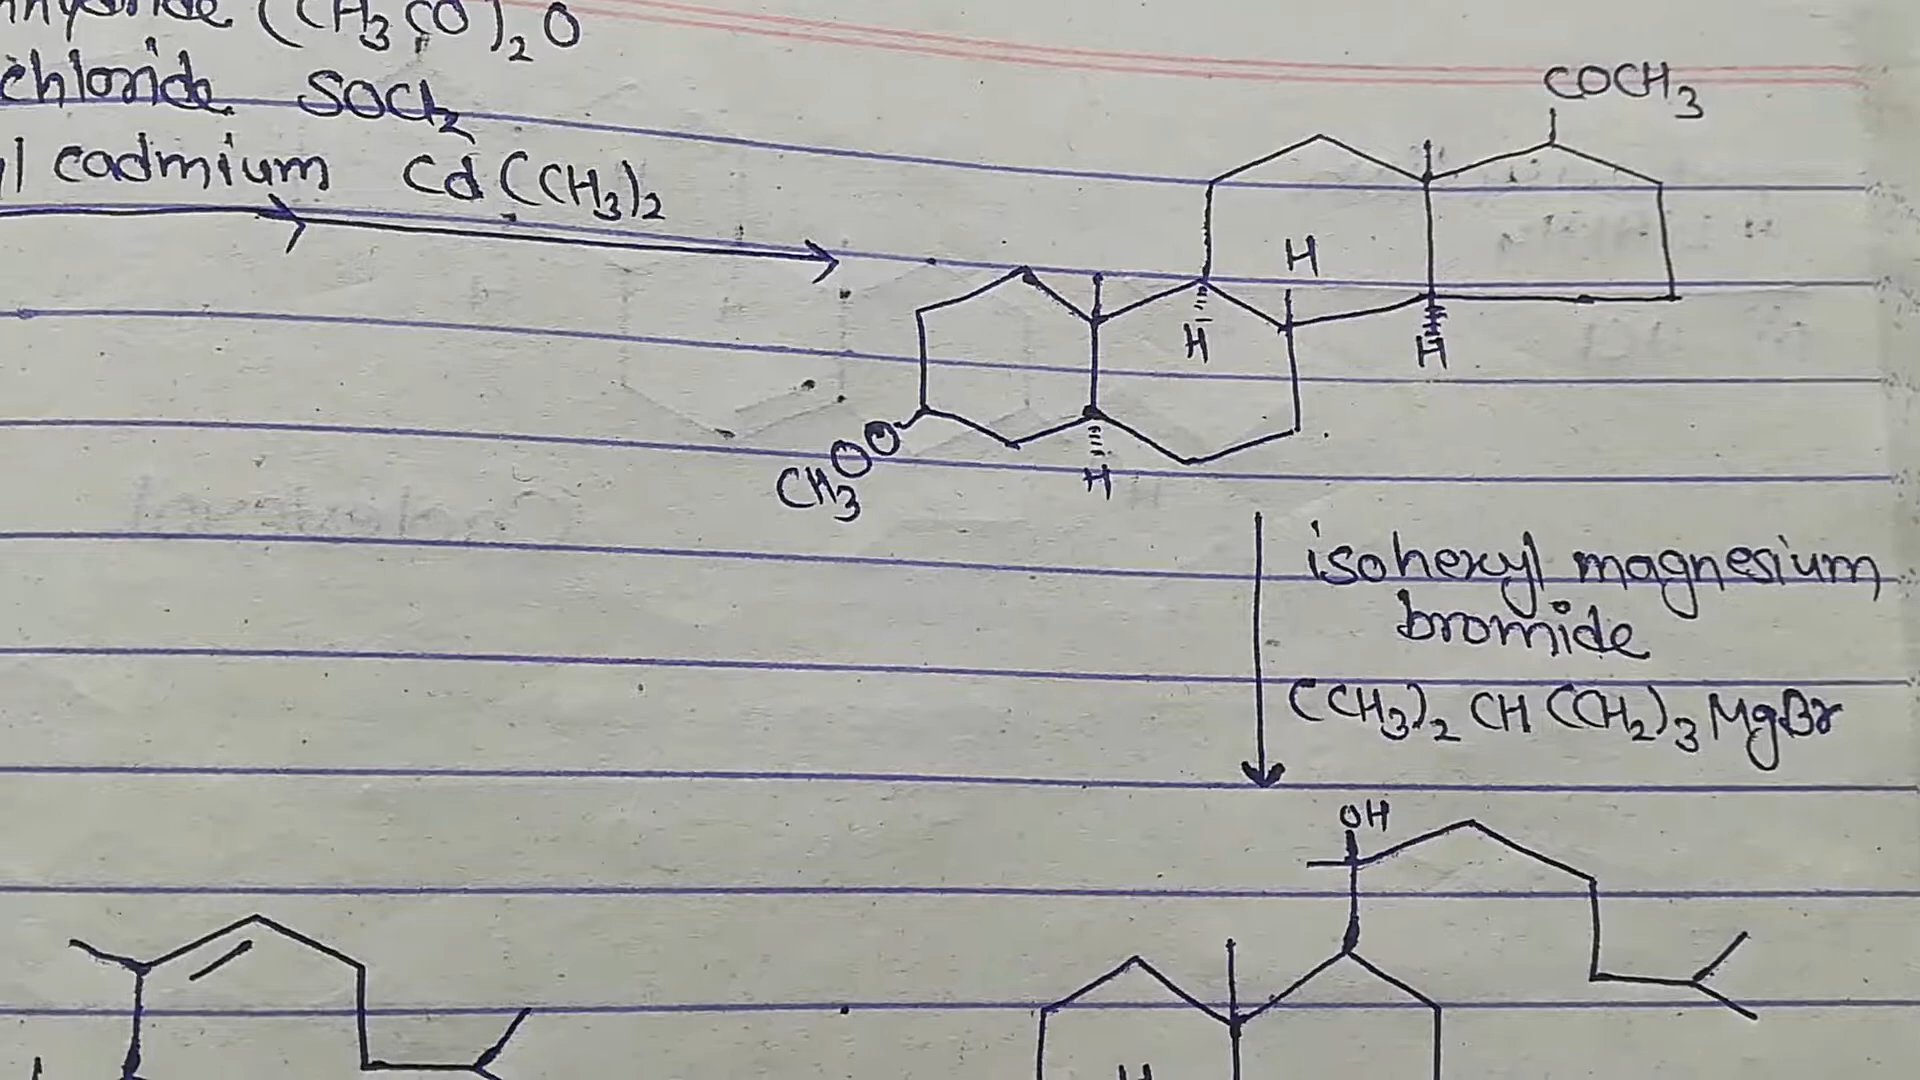 (CH3CO)2O
chloride SOCl2
cadmium Cd(CH3)2
COCH3
H
H
H
CH3OO
H
isohexyl magnesium
bromide
(CH3)2 CH (CH2)3 MgBr
OH
H